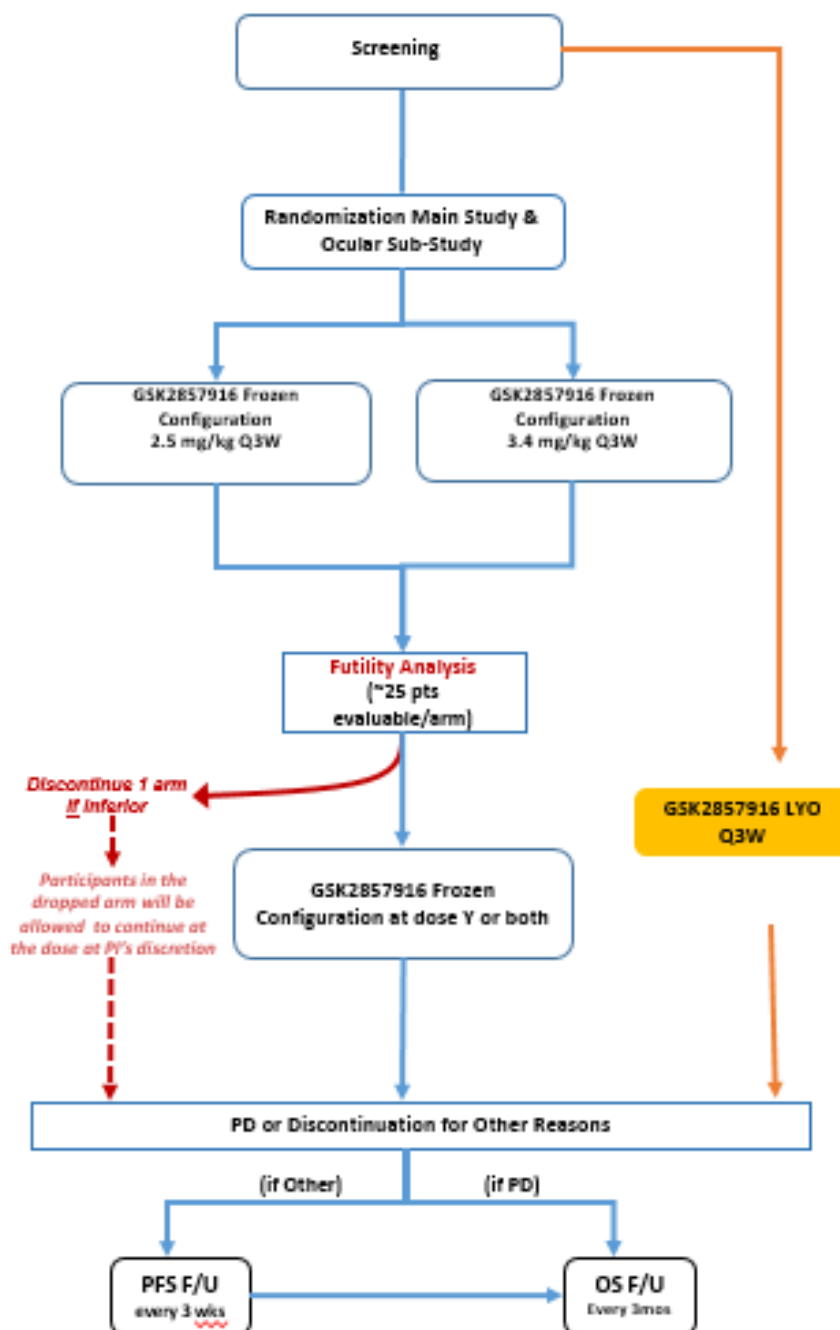 Screening
Randomization Main Study &
Ocular Sub-Study
GSK2857916 Frozen
Configuration
2.5 mg/kg Q3W
GSK2857916 Frozen
Configuration
3.4 mg/kg Q3W
Futility Analysis
(~25 pts
evaluable/arm)
Discontinue 1 arm
If Inferior
Participants in the
dropped arm will be
allowed to continue at
the dose at PI's discretion
GSK2857916 Frozen
Configuration at dose Y or both
GSK2857916 LYO
Q3W
PD or Discontinuation for Other Reasons
(if Other)
(if PD)
PFS F/U
every 3 wks
OS F/U
Every 3mos